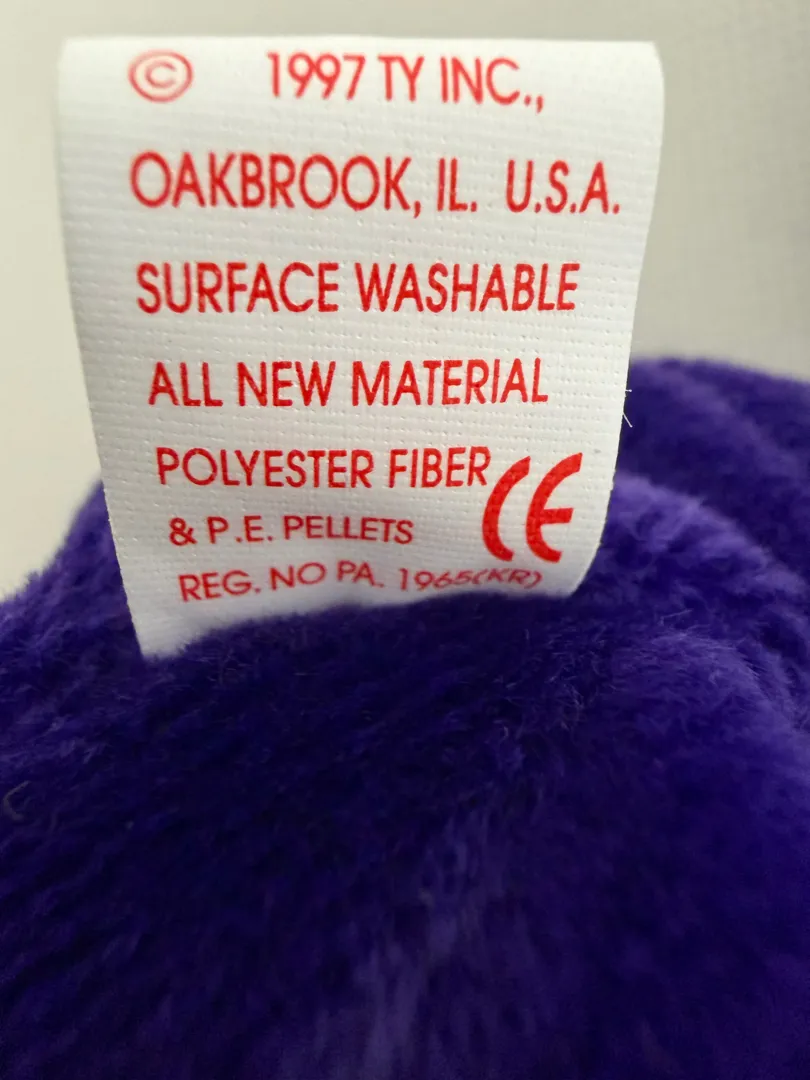 © 1997 TY INC.,
OAKBROOK, IL. U.S.A.
SURFACE WASHABLE
ALL NEW MATERIAL
POLYESTER FIBER
& P.E. PELLETS CE
REG. NO PA. 1965(KR)